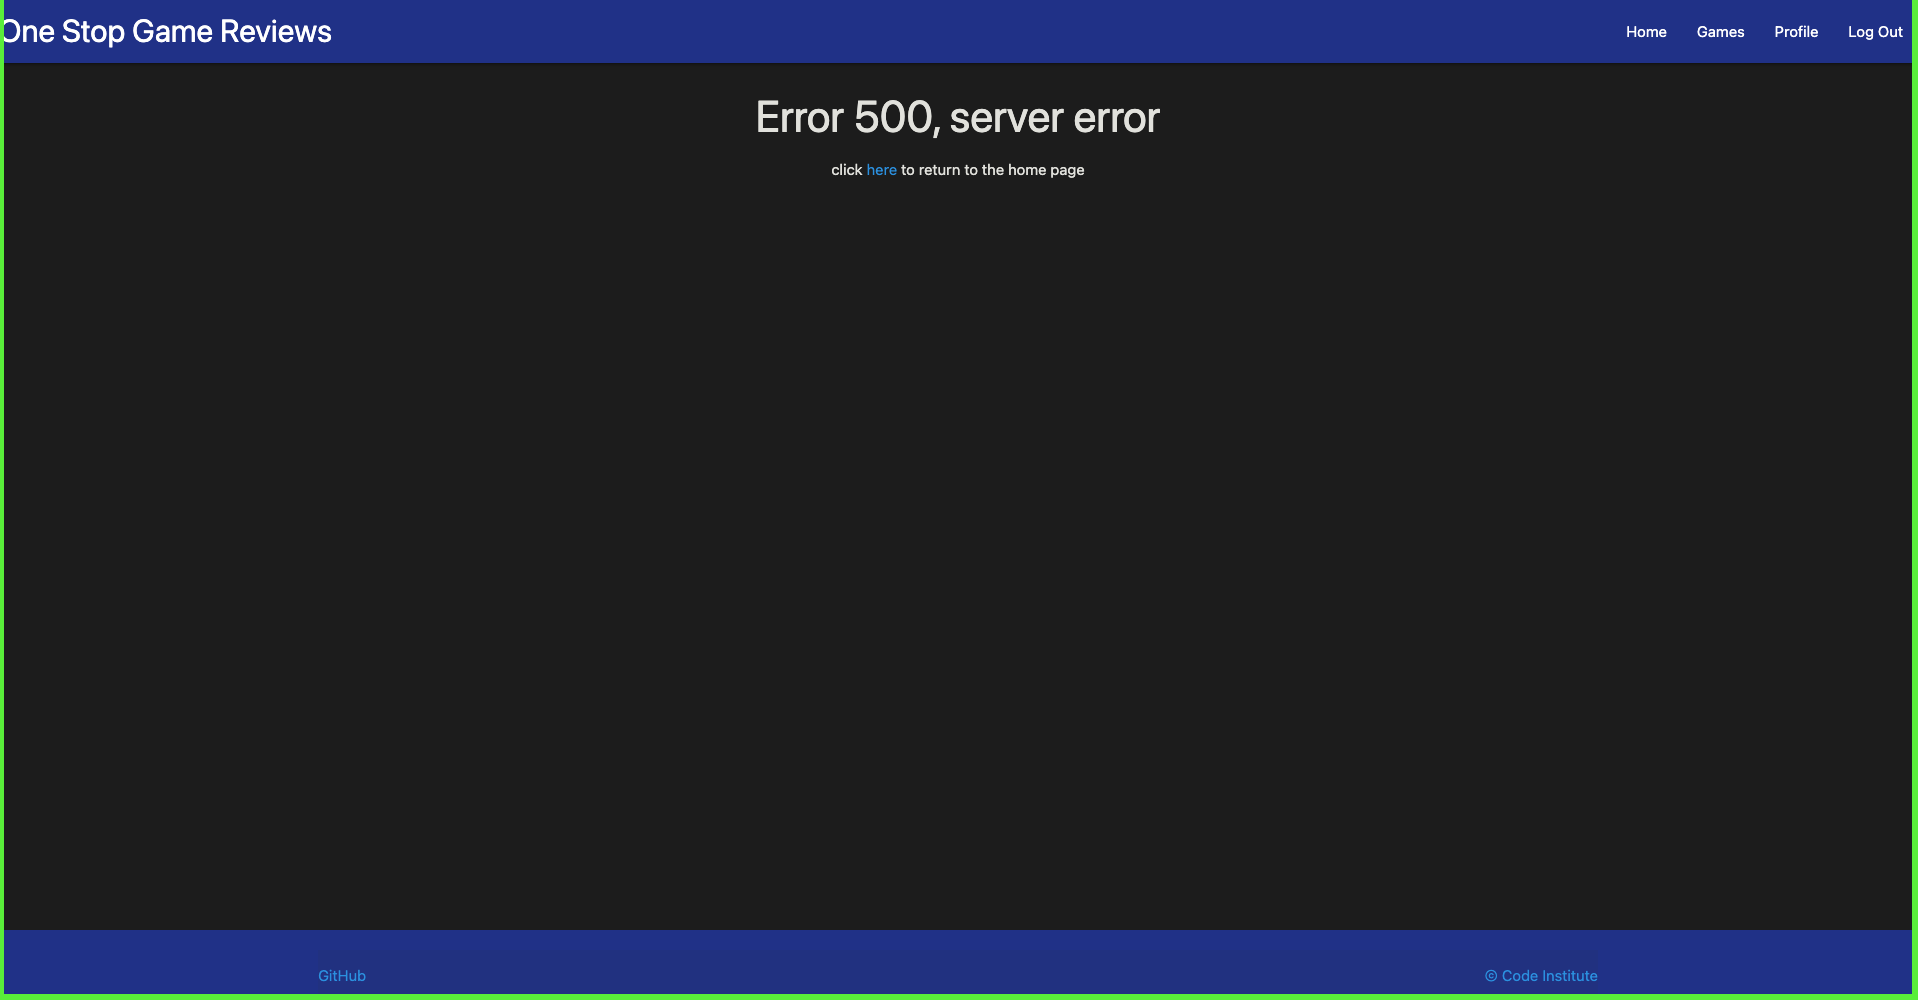 One Stop Game Reviews
Home Games Profile Log Out
Error 500, server error
click here to return to the home page
GitHub
© Code Institute